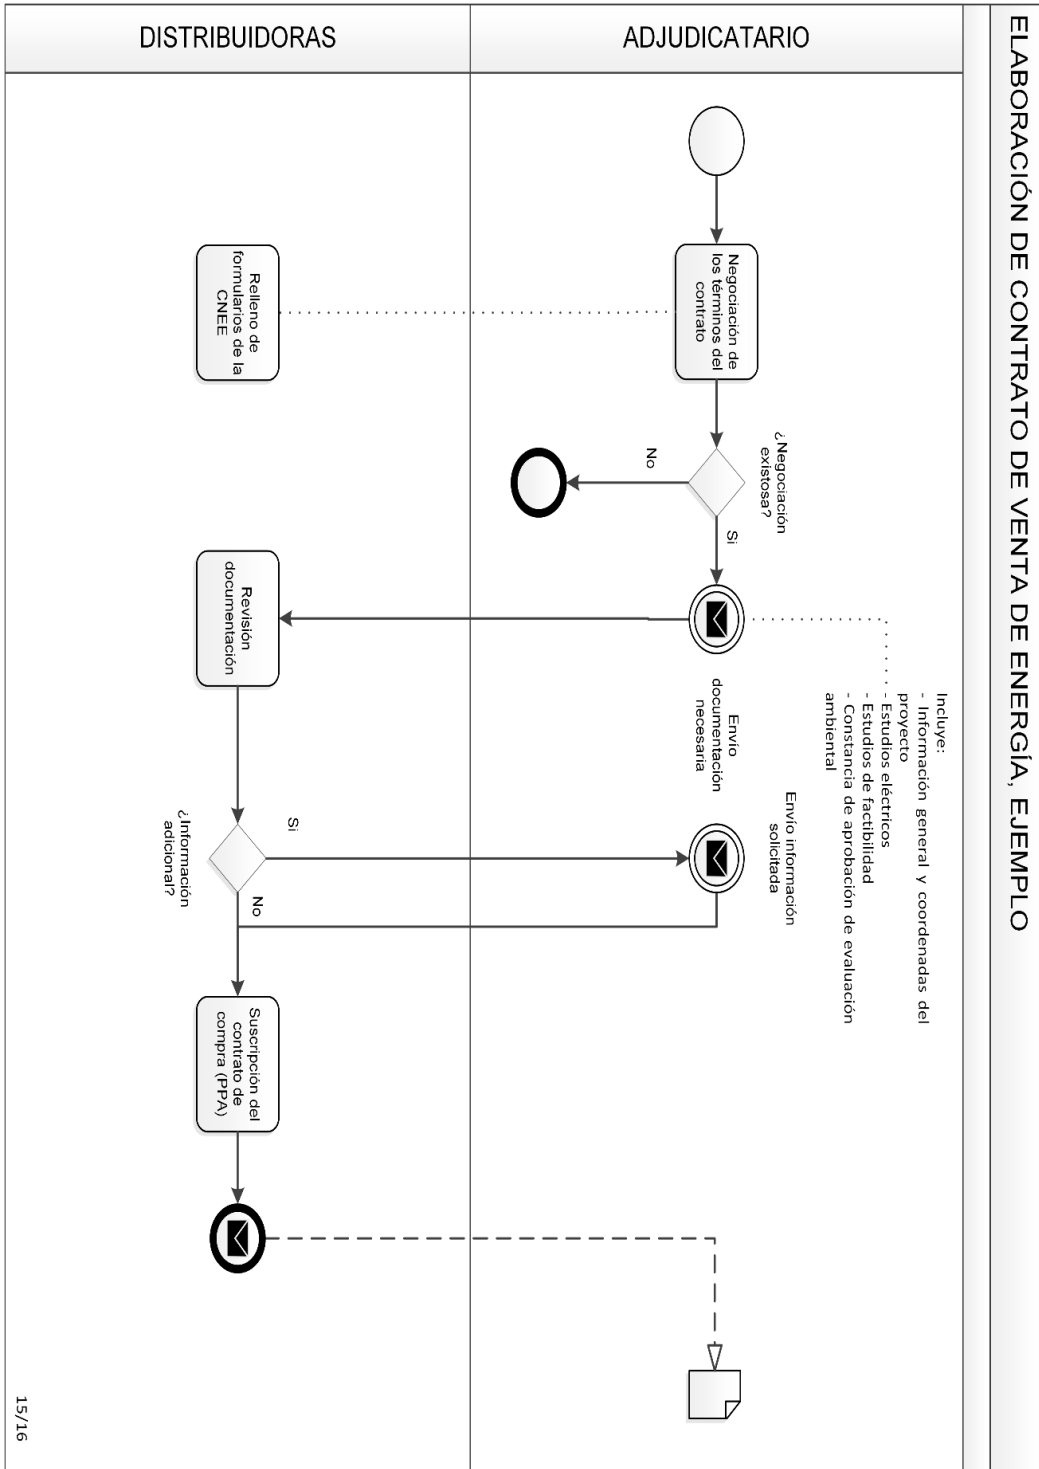 ELABORACIÓN DE CONTRATO DE VENTA DE ENERGÍA, EJEMPLO
ADJUDICATARIO
DISTRIBUIDORAS
Incluye:
- Información general y coordenadas del
proyecto
- Estudios eléctricos
- Estudios de factibilidad
- Constancia de aprobación de evaluación
ambiental
Negociación de
los términos del
contrato
¿Negociación
existosa?
Si
No
Envío
documentación
necesaria
Envío información
solicitada
Relleno de
formularios de la
CNEE
Revisión
documentación
Si
¿Información
adicional?
No
Suscripción del
contrato de
compra (PPA)
15/16